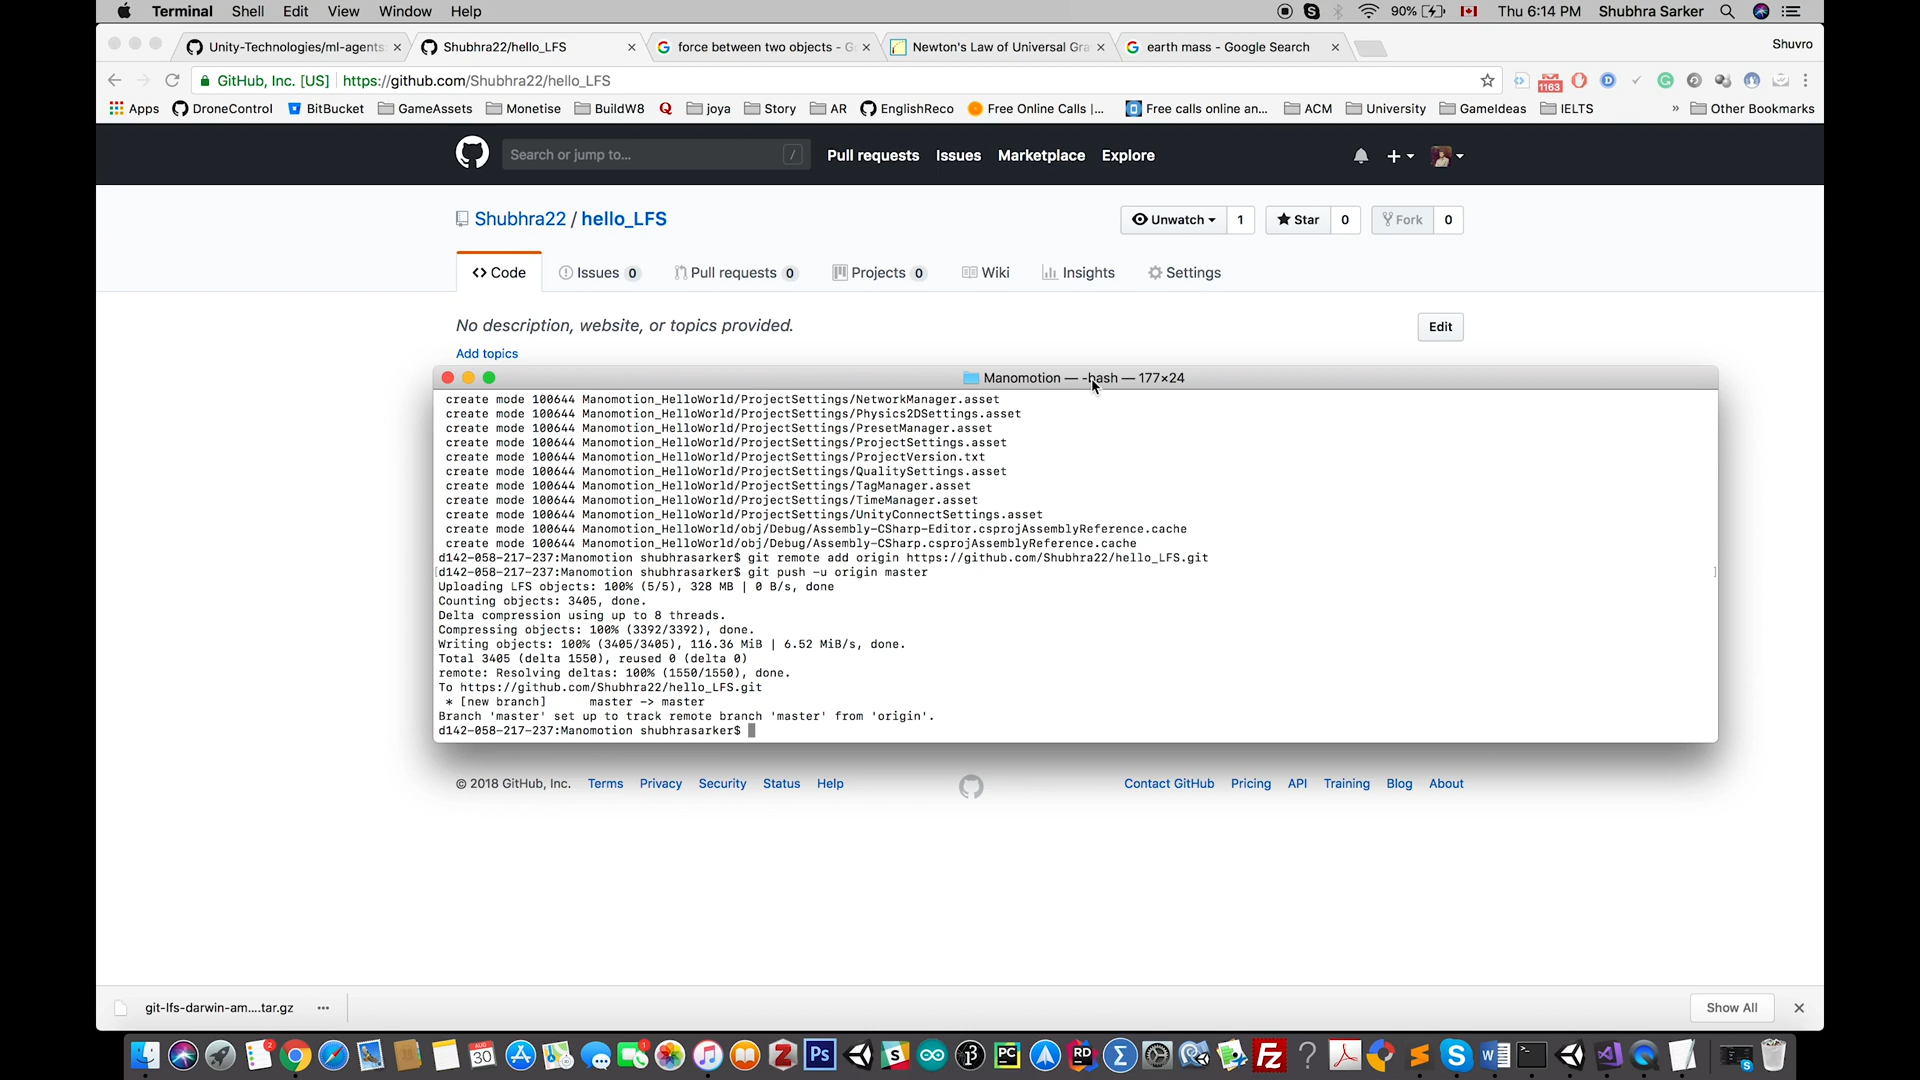 Terminal Shell Edit View Window Help 90% Thu 6:14 PM Shubhra Sarker
Unity-Technologies/ml-agents: Shubhra22/hello_LFS force between two objects - Go Newton's Law of Universal Gra earth mass - Google Search Shuvro
GitHub, Inc. [US] https://github.com/Shubhra22/hello_LFS 1163
Apps DroneControl BitBucket GameAssets Monetise BuildW8 joya Story AR EnglishReco Free Online Calls |... Free calls online an... ACM University GameIdeas IELTS » Other Bookmarks
Search or jump to... / Pull requests Issues Marketplace Explore
Shubhra22 / hello_LFS Unwatch 1 Star 0 Fork 0
Code Issues 0 Pull requests 0 Projects 0 Wiki Insights Settings
No description, website, or topics provided. Edit
Add topics
Manomotion — -bash — 177×24
create mode 100644 Manomotion_HelloWorld/ProjectSettings/NetworkManager.asset
create mode 100644 Manomotion_HelloWorld/ProjectSettings/Physics2DSettings.asset
create mode 100644 Manomotion_HelloWorld/ProjectSettings/PresetManager.asset
create mode 100644 Manomotion_HelloWorld/ProjectSettings/ProjectSettings.asset
create mode 100644 Manomotion_HelloWorld/ProjectSettings/ProjectVersion.txt
create mode 100644 Manomotion_HelloWorld/ProjectSettings/QualitySettings.asset
create mode 100644 Manomotion_HelloWorld/ProjectSettings/TagManager.asset
create mode 100644 Manomotion_HelloWorld/ProjectSettings/TimeManager.asset
create mode 100644 Manomotion_HelloWorld/ProjectSettings/UnityConnectSettings.asset
create mode 100644 Manomotion_HelloWorld/obj/Debug/Assembly-CSharp-Editor.csprojAssemblyReference.cache
create mode 100644 Manomotion_HelloWorld/obj/Debug/Assembly-CSharp.csprojAssemblyReference.cache
d142-058-217-237:Manomotion shubhrasarker$ git remote add origin https://github.com/Shubhra22/hello_LFS.git
[d142-058-217-237:Manomotion shubhrasarker$ git push -u origin master ]
Uploading LFS objects: 100% (5/5), 328 MB | 0 B/s, done
Counting objects: 3405, done.
Delta compression using up to 8 threads.
Compressing objects: 100% (3392/3392), done.
Writing objects: 100% (3405/3405), 116.36 MiB | 6.52 MiB/s, done.
Total 3405 (delta 1550), reused 0 (delta 0)
remote: Resolving deltas: 100% (1550/1550), done.
To https://github.com/Shubhra22/hello_LFS.git
* [new branch] master -> master
Branch 'master' set up to track remote branch 'master' from 'origin'.
d142-058-217-237:Manomotion shubhrasarker$
© 2018 GitHub, Inc. Terms Privacy Security Status Help Contact GitHub Pricing API Training Blog About
git-lfs-darwin-am....tar.gz Show All